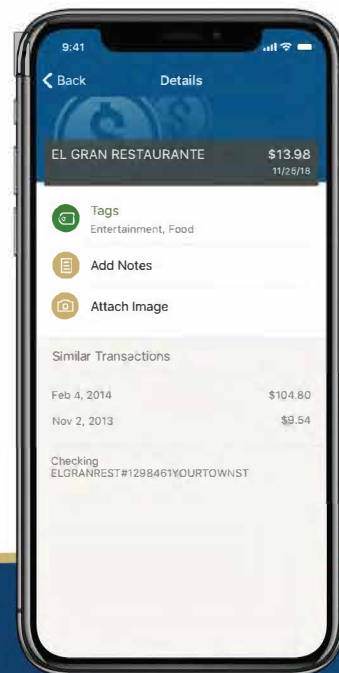 9:41
Back Details
EL GRAN RESTAURANTE $13.98
11/26/18
Tags
Entertainment, Food
Add Notes
Attach Image
Similar Transactions
Feb 4, 2014 $104.80
Nov 2, 2013 $9.54
Checking
ELGRANREST#1298461YOURTOWNST